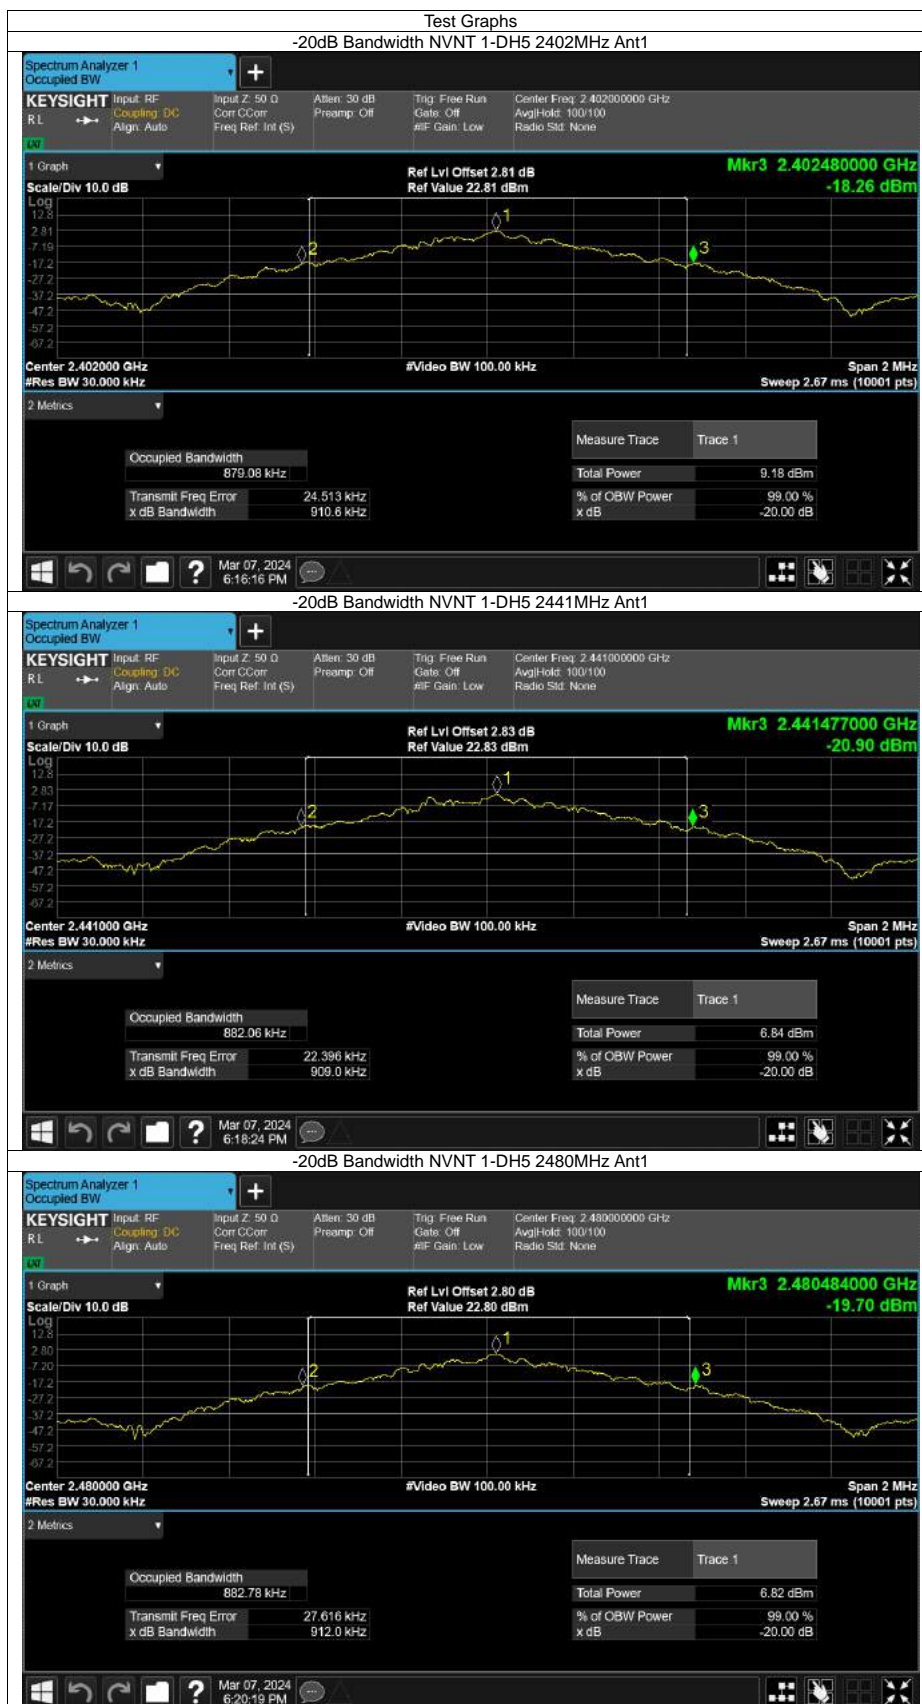 Test Graphs
-20dB Bandwidth NVNT 1-DH5 2402MHz Ant1
Spectrum Analyzer 1
Occupied BW
+
KEYSIGHT Input: RF Input Z: 50 Ω Atten: 30 dB Trig: Free Run Center Freq: 2.402000000 GHz
RL Coupling: DC Corr CCorr Preamp: Off Gate: Off Avg|Hold: 100/100
Align: Auto Freq Ref: Int (S) #IF Gain: Low Radio Std: None
LXI
1 Graph Ref Lvl Offset 2.81 dB Mkr3 2.402480000 GHz
Scale/Div 10.0 dB Ref Value 22.81 dBm -18.26 dBm
Log
12.8
1
2.81
-7.19
2
3
-17.2
-27.2
-37.2
-47.2
-57.2
-67.2
Center 2.402000 GHz #Video BW 100.00 kHz Span 2 MHz
#Res BW 30.000 kHz Sweep 2.67 ms (10001 pts)
2 Metrics
Measure Trace Trace 1
Occupied Bandwidth
879.08 kHz Total Power 9.18 dBm
Transmit Freq Error 24.513 kHz % of OBW Power 99.00 %
x dB Bandwidth 910.6 kHz x dB -20.00 dB
? Mar 07, 2024
6:16:16 PM
-20dB Bandwidth NVNT 1-DH5 2441MHz Ant1
Spectrum Analyzer 1
Occupied BW
+
KEYSIGHT Input: RF Input Z: 50 Ω Atten: 30 dB Trig: Free Run Center Freq: 2.441000000 GHz
RL Coupling: DC Corr CCorr Preamp: Off Gate: Off Avg|Hold: 100/100
Align: Auto Freq Ref: Int (S) #IF Gain: Low Radio Std: None
LXI
1 Graph Ref Lvl Offset 2.83 dB Mkr3 2.441477000 GHz
Scale/Div 10.0 dB Ref Value 22.83 dBm -20.90 dBm
Log
12.8
1
2.83
-7.17
2
3
-17.2
-27.2
-37.2
-47.2
-57.2
-67.2
Center 2.441000 GHz #Video BW 100.00 kHz Span 2 MHz
#Res BW 30.000 kHz Sweep 2.67 ms (10001 pts)
2 Metrics
Measure Trace Trace 1
Occupied Bandwidth
882.06 kHz Total Power 6.84 dBm
Transmit Freq Error 22.396 kHz % of OBW Power 99.00 %
x dB Bandwidth 909.0 kHz x dB -20.00 dB
? Mar 07, 2024
6:18:24 PM
-20dB Bandwidth NVNT 1-DH5 2480MHz Ant1
Spectrum Analyzer 1
Occupied BW
+
KEYSIGHT Input: RF Input Z: 50 Ω Atten: 30 dB Trig: Free Run Center Freq: 2.480000000 GHz
RL Coupling: DC Corr CCorr Preamp: Off Gate: Off Avg|Hold: 100/100
Align: Auto Freq Ref: Int (S) #IF Gain: Low Radio Std: None
LXI
1 Graph Ref Lvl Offset 2.80 dB Mkr3 2.480484000 GHz
Scale/Div 10.0 dB Ref Value 22.80 dBm -19.70 dBm
Log
12.8
1
2.80
-7.20
2
3
-17.2
-27.2
-37.2
-47.2
-57.2
-67.2
Center 2.480000 GHz #Video BW 100.00 kHz Span 2 MHz
#Res BW 30.000 kHz Sweep 2.67 ms (10001 pts)
2 Metrics
Measure Trace Trace 1
Occupied Bandwidth
882.78 kHz Total Power 6.82 dBm
Transmit Freq Error 27.616 kHz % of OBW Power 99.00 %
x dB Bandwidth 912.0 kHz x dB -20.00 dB
? Mar 07, 2024
6:20:19 PM